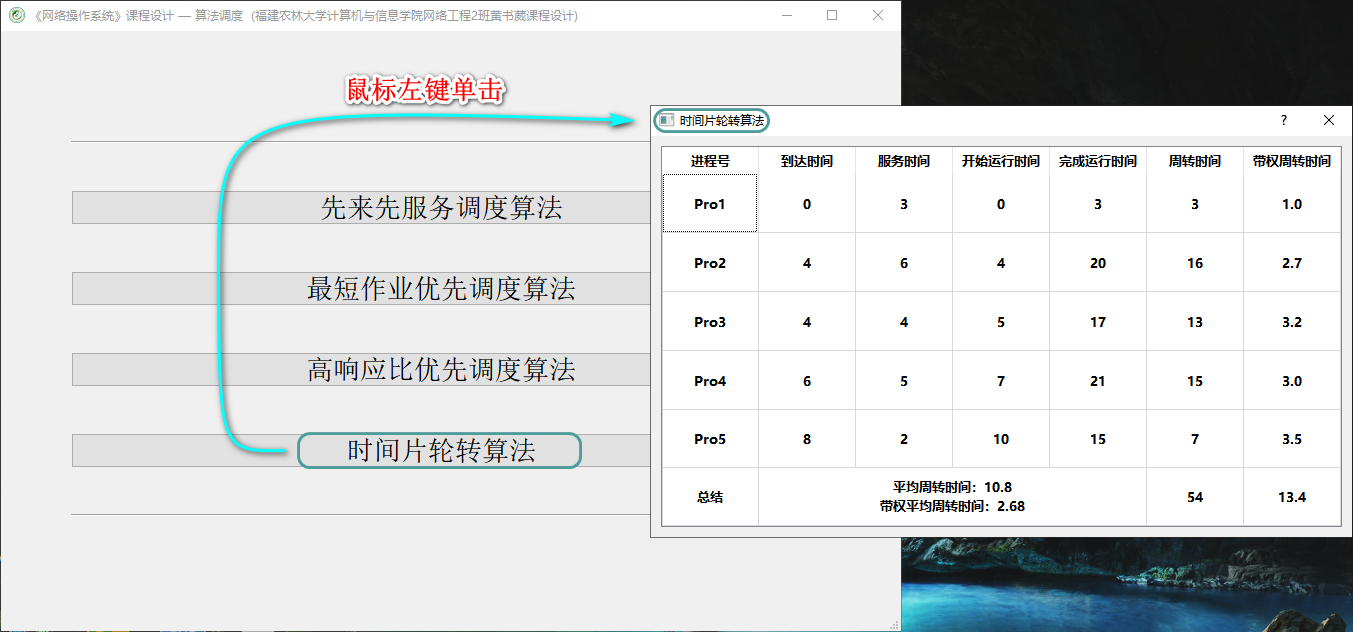 《网络操作系统》课程设计 — 算法调度 （福建农林大学计算机与信息学院网络工程2班黄书葳课程设计）
鼠标左键单击
先来先服务调度算法
最短作业优先调度算法
高响应比优先调度算法
时间片轮转算法
时间片轮转算法 ?
进程号 到达时间 服务时间 开始运行时间 完成运行时间 周转时间 带权周转时间
Pro1 0 3 0 3 3 1.0
Pro2 4 6 4 20 16 2.7
Pro3 4 4 5 17 13 3.2
Pro4 6 5 7 21 15 3.0
Pro5 8 2 10 15 7 3.5
总结 平均周转时间：10.8 54 13.4
带权平均周转时间：2.68